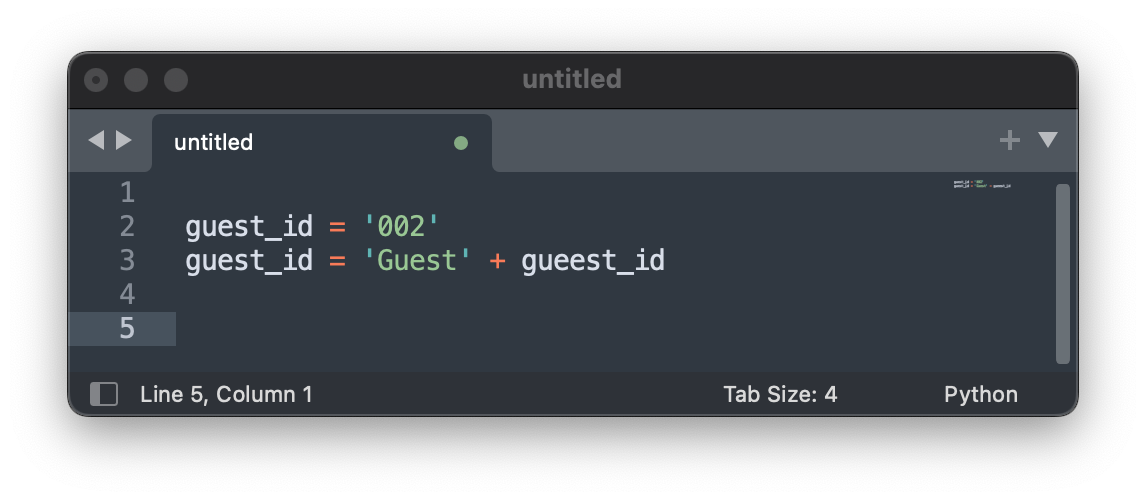 untitled
untitled
1
2 guest_id = '002'
3 guest_id = 'Guest' + gueest_id
4
5
Line 5, Column 1 Tab Size: 4 Python